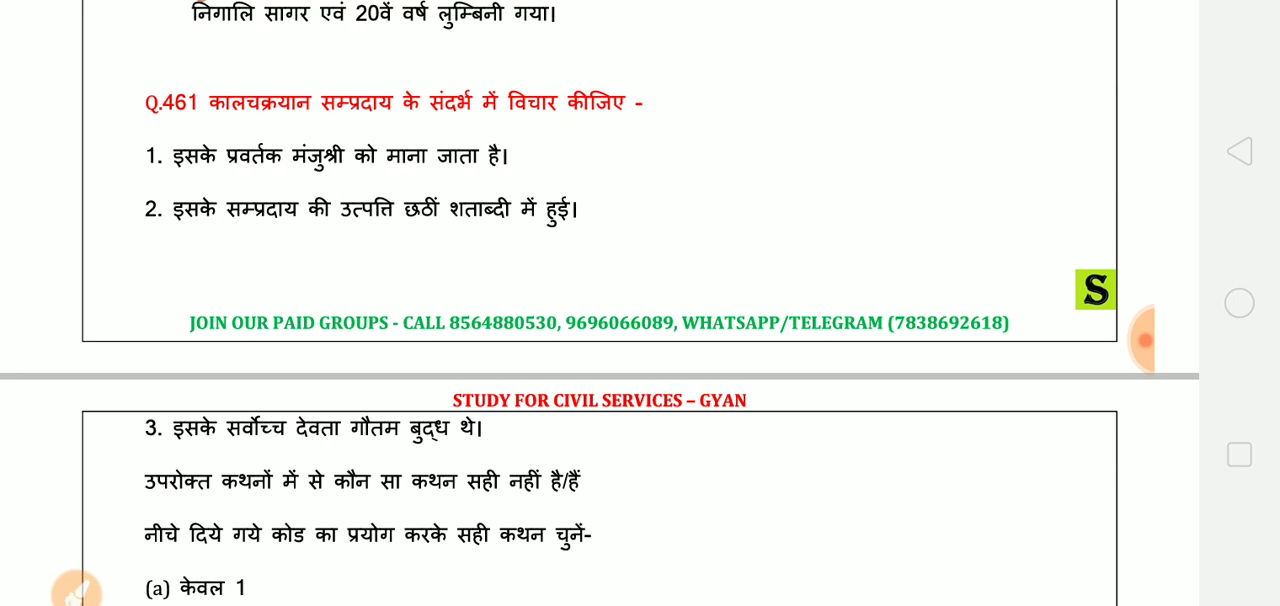 निगालि सागर एवं 20वें वर्ष लुम्बिनी गया।
Q.461 कालचक्रयान सम्प्रदाय के संदर्भ में विचार कीजिए -
1. इसके प्रवर्तक मंजुश्री को माना जाता है।
2. इसके सम्प्रदाय की उत्पत्ति छठीं शताब्दी में हुई।
S
JOIN OUR PAID GROUPS - CALL 8564880530, 9696066089, WHATSAPP/TELEGRAM (7838692618)
STUDY FOR CIVIL SERVICES – GYAN
3. इसके सर्वोच्च देवता गौतम बुद्ध थे।
उपरोक्त कथनों में से कौन सा कथन सही नहीं है/हैं
नीचे दिये गये कोड का प्रयोग करके सही कथन चुनें-
(a) केवल 1